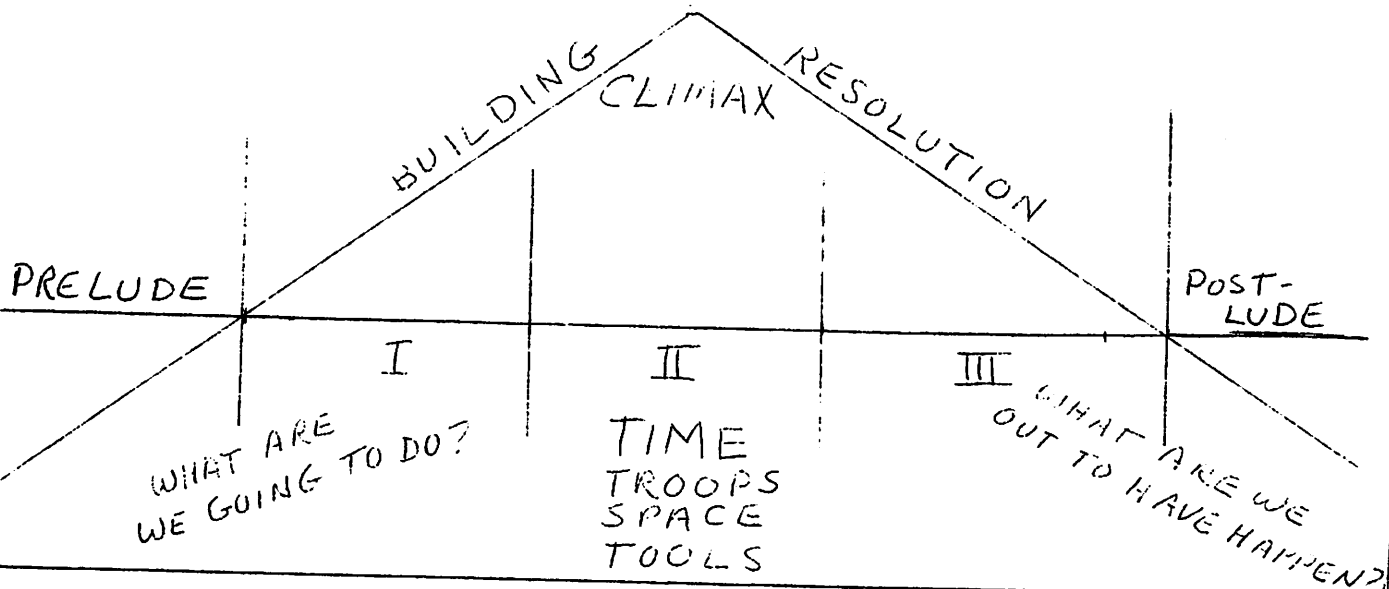 BUILDING
CLIMAX
RESOLUTION
PRELUDE
POST-
LUDE
I
II
III
WHAT ARE
WE GOING TO DO?
TIME
TROOPS
SPACE
TOOLS
WHAT ARE WE
OUT TO HAVE HAPPEN?